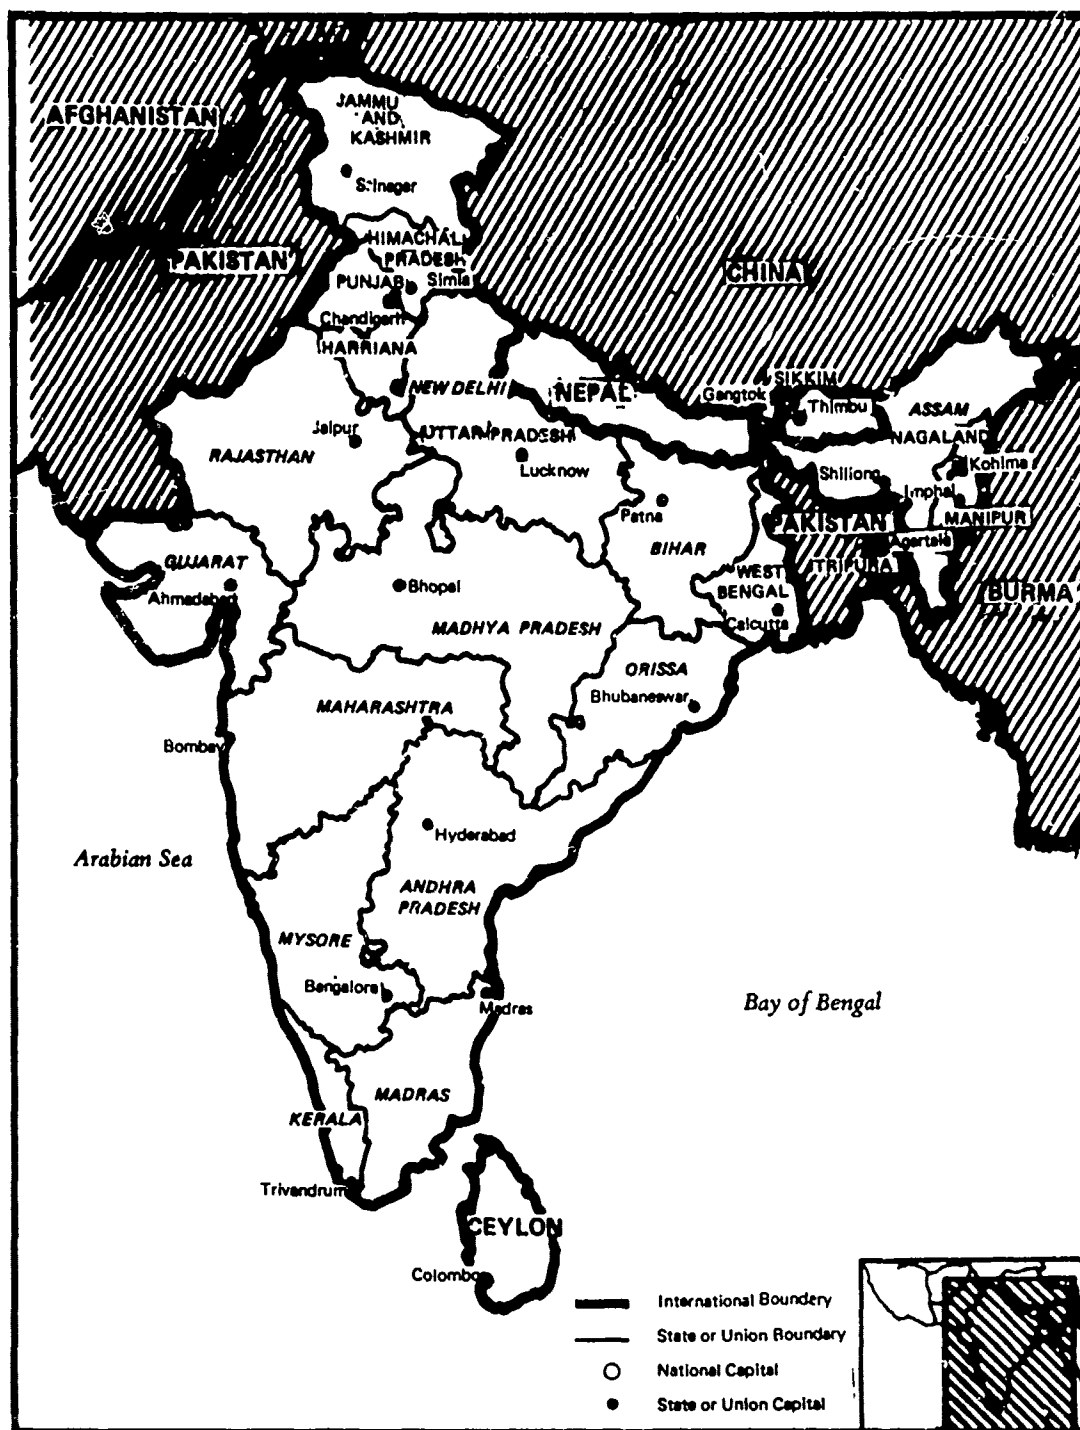 AFGHANISTAN
JAMMU
AND
KASHMIR
Srinagar
PAKISTAN
HIMACHAL
PRADESH
CHINA
PUNJAB
Simla
Chandigarh
HARRIANA
NEW DELHI
NEPAL
SIKKIM
Gangtok
Thimbu
ASSAM
Jaipur
UTTAR PRADESH
NAGALAND
RAJASTHAN
Lucknow
Shillong
Kohima
Imphal
Patna
PAKISTAN
MANIPUR
BIHAR
Agartala
GUJARAT
WEST
BENGAL
TRIPURA
Ahmadabad
Bhopal
BURMA
Calcutta
MADHYA PRADESH
ORISSA
Bhubaneswar
MAHARASHTRA
Bombay
Hyderabad
Arabian Sea
ANDHRA
PRADESH
MYSORE
Bangalore
Madras
Bay of Bengal
MADRAS
KERALA
Trivandrum
CEYLON
Colombo
International Boundary
State or Union Boundary
National Capital
State or Union Capital